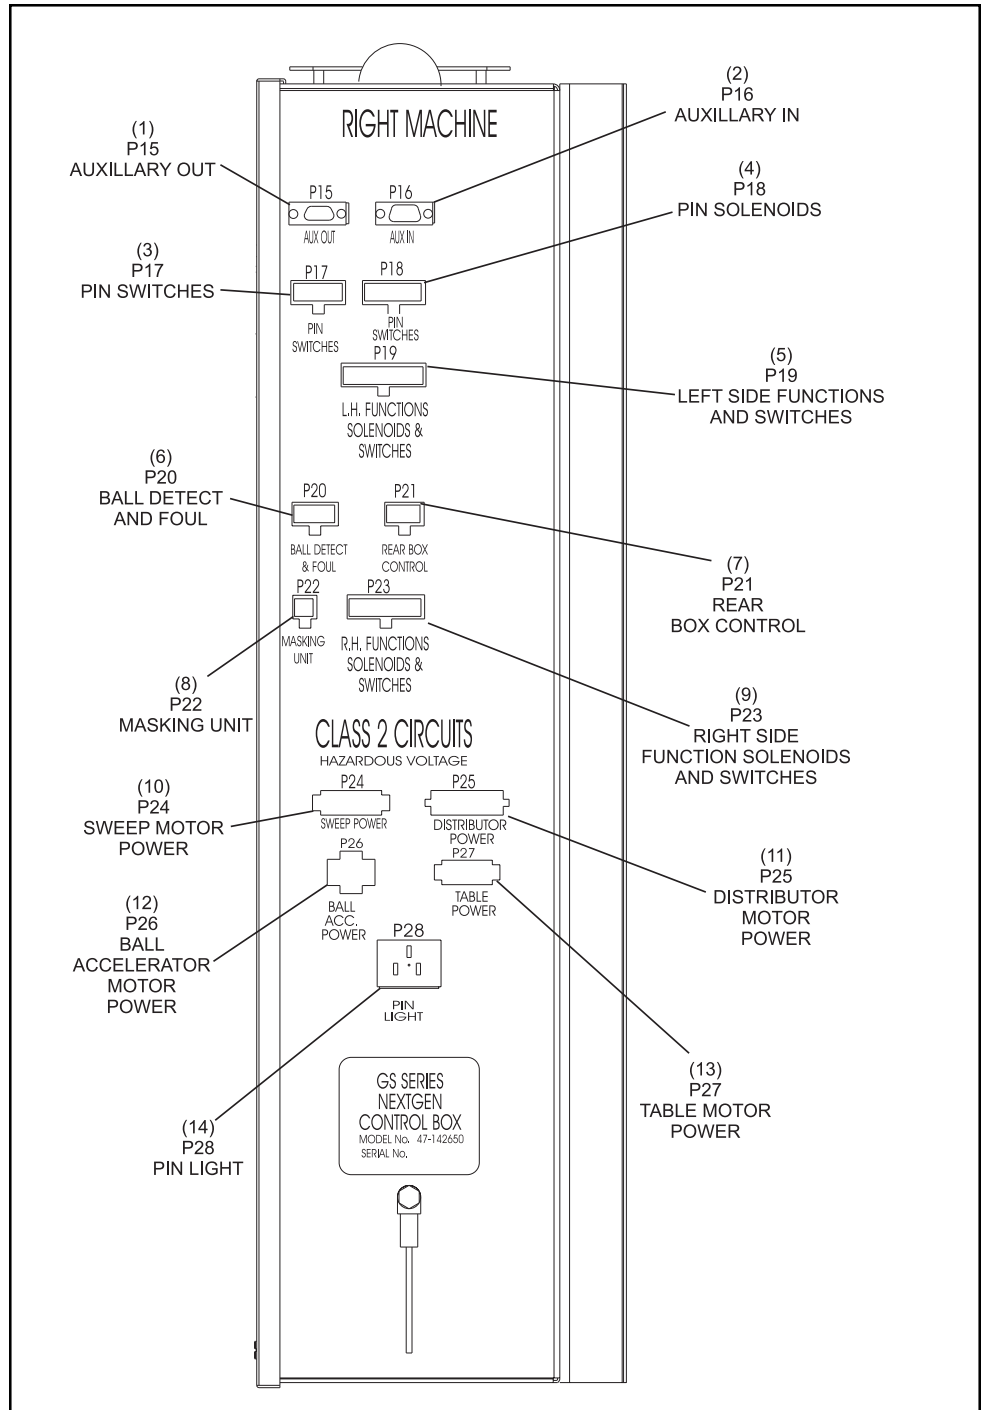 (2)
P16
AUXILLARY IN
RIGHT MACHINE
(1)
P15
AUXILLARY OUT
(4)
P18
PIN SOLENOIDS
P15
P16
AUX OUT
AUX IN
(3)
P17
PIN SWITCHES
P17
P18
PIN
SWITCHES
PIN
SWITCHES
P19
(5)
P19
LEFT SIDE FUNCTIONS
AND SWITCHES
L.H. FUNCTIONS
SOLENOIDS &
SWITCHES
(6)
P20
BALL DETECT
AND FOUL
P20
P21
BALL DETECT
& FOUL
REAR BOX
CONTROL
(7)
P21
REAR
BOX CONTROL
P22
P23
MASKING
UNIT
R.H. FUNCTIONS
SOLENOIDS &
SWITCHES
(8)
P22
MASKING UNIT
(9)
P23
RIGHT SIDE
FUNCTION SOLENOIDS
AND SWITCHES
CLASS 2 CIRCUITS
HAZARDOUS VOLTAGE
P24
P25
(10)
P24
SWEEP MOTOR
POWER
SWEEP POWER
DISTRIBUTOR
POWER
P26
P27
(11)
P25
DISTRIBUTOR
MOTOR
POWER
BALL
ACC.
POWER
TABLE
POWER
(12)
P26
BALL
ACCELERATOR
MOTOR
POWER
P28
PIN
LIGHT
(13)
P27
TABLE MOTOR
POWER
(14)
P28
PIN LIGHT
GS SERIES
NEXTGEN
CONTROL BOX
MODEL No. 47-142650
SERIAL No.